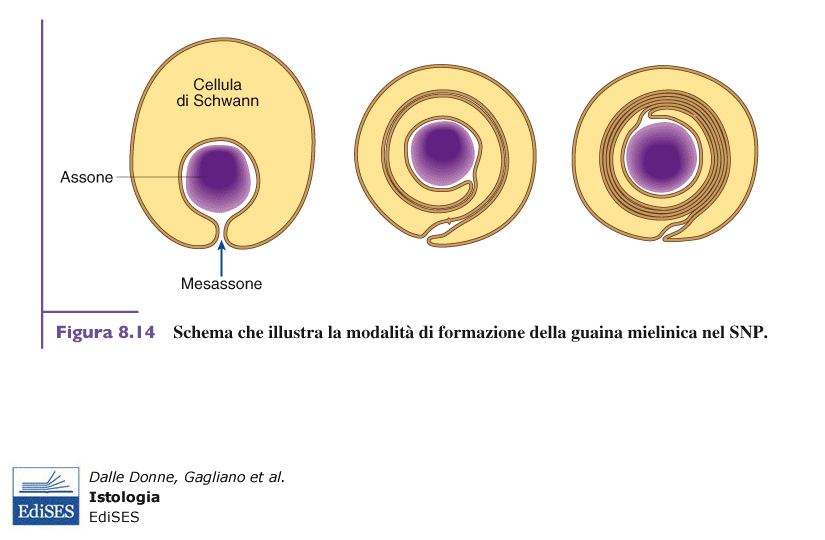 Cellula
di Schwann
Assone
Mesassone
Figura 8.14 Schema che illustra la modalità di formazione della guaina mielinica nel SNP.
Dalle Donne, Gagliano et al.
Istologia
EdiSES
EdiSES